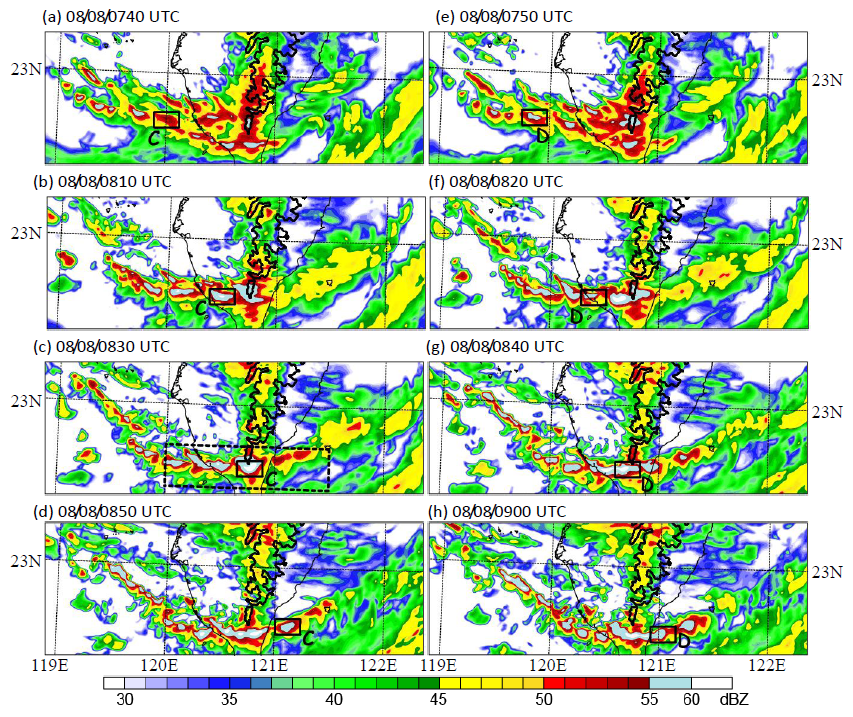 (a) 08/08/0740 UTC
(e) 08/08/0750 UTC
23N
23N
C
D
(b) 08/08/0810 UTC
(f) 08/08/0820 UTC
23N
23N
C
D
(c) 08/08/0830 UTC
(g) 08/08/0840 UTC
23N
23N
C
D
(d) 08/08/0850 UTC
(h) 08/08/0900 UTC
23N
23N
C
D
119E 120E 121E 122E 120E 121E 122E
30 35 40 45 50 55 60 dBZ